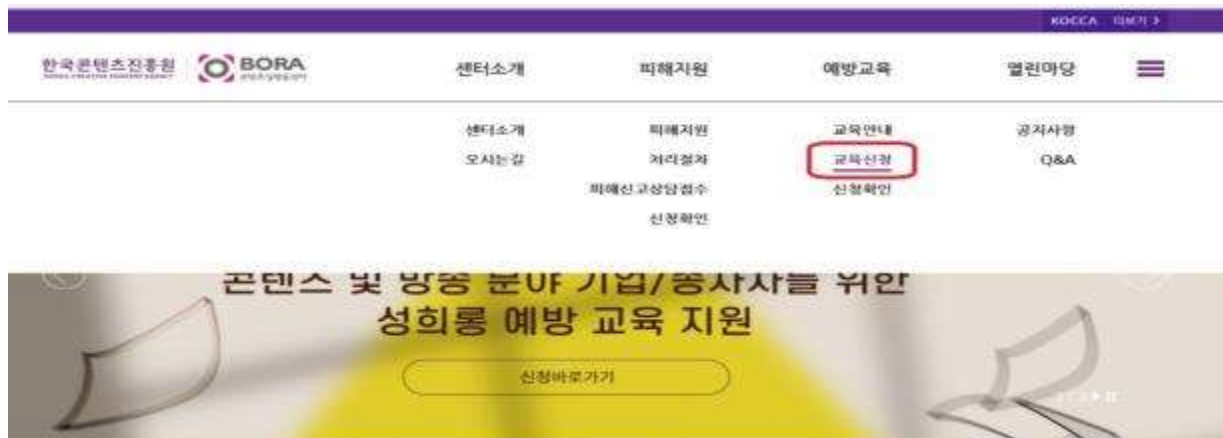 KOCCA 더보기 >
한국콘텐츠진흥원 BORA
센터소개 피해지원 예방교육 열린마당
센터소개 피해지원 교육안내 공지사항
오시는길 처리절차 교육신청 Q&A
피해신고상담접수 신청확인
신청확인
콘텐츠 및 방송 분야 기업/종사자를 위한
성희롱 예방 교육 지원
신청바로가기